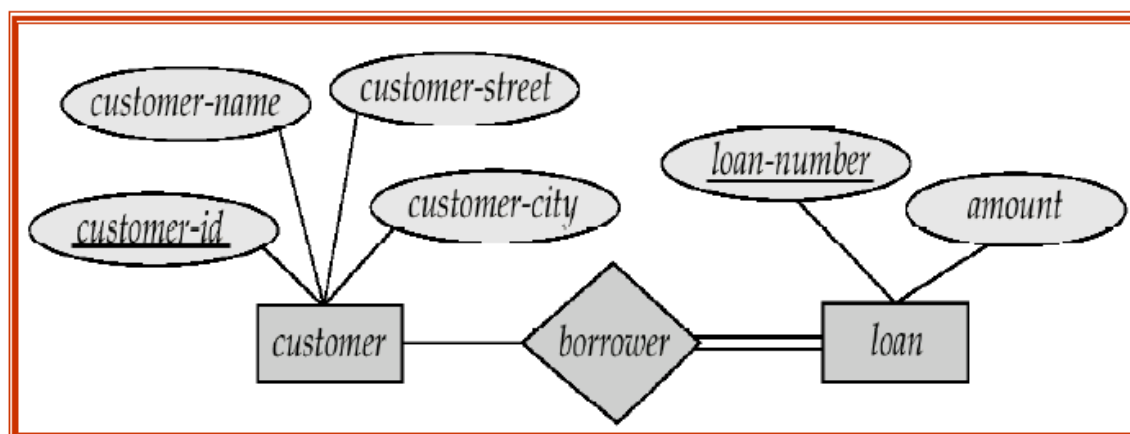 customer-name
customer-street
customer-id
customer-city
loan-number
amount
customer
borrower
loan